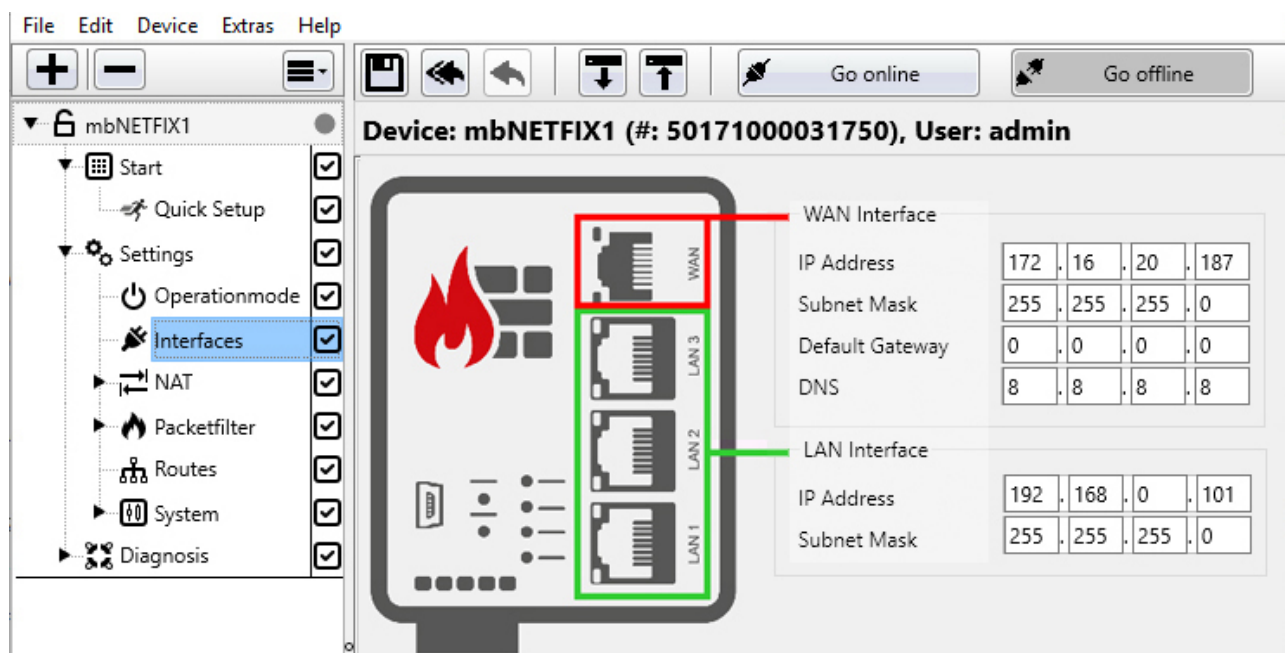 File Edit Device Extras Help
Go online Go offline
mbNETFIX1
Start
Quick Setup
Settings
Operationmode
Interfaces
NAT
Packetfilter
Routes
System
Diagnosis
Device: mbNETFIX1 (#: 50171000031750), User: admin
WAN
LAN 3
LAN 2
LAN 1
WAN Interface
IP Address 172 . 16 . 20 . 187
Subnet Mask 255 . 255 . 255 . 0
Default Gateway 0 . 0 . 0 . 0
DNS 8 . 8 . 8 . 8
LAN Interface
IP Address 192 . 168 . 0 . 101
Subnet Mask 255 . 255 . 255 . 0